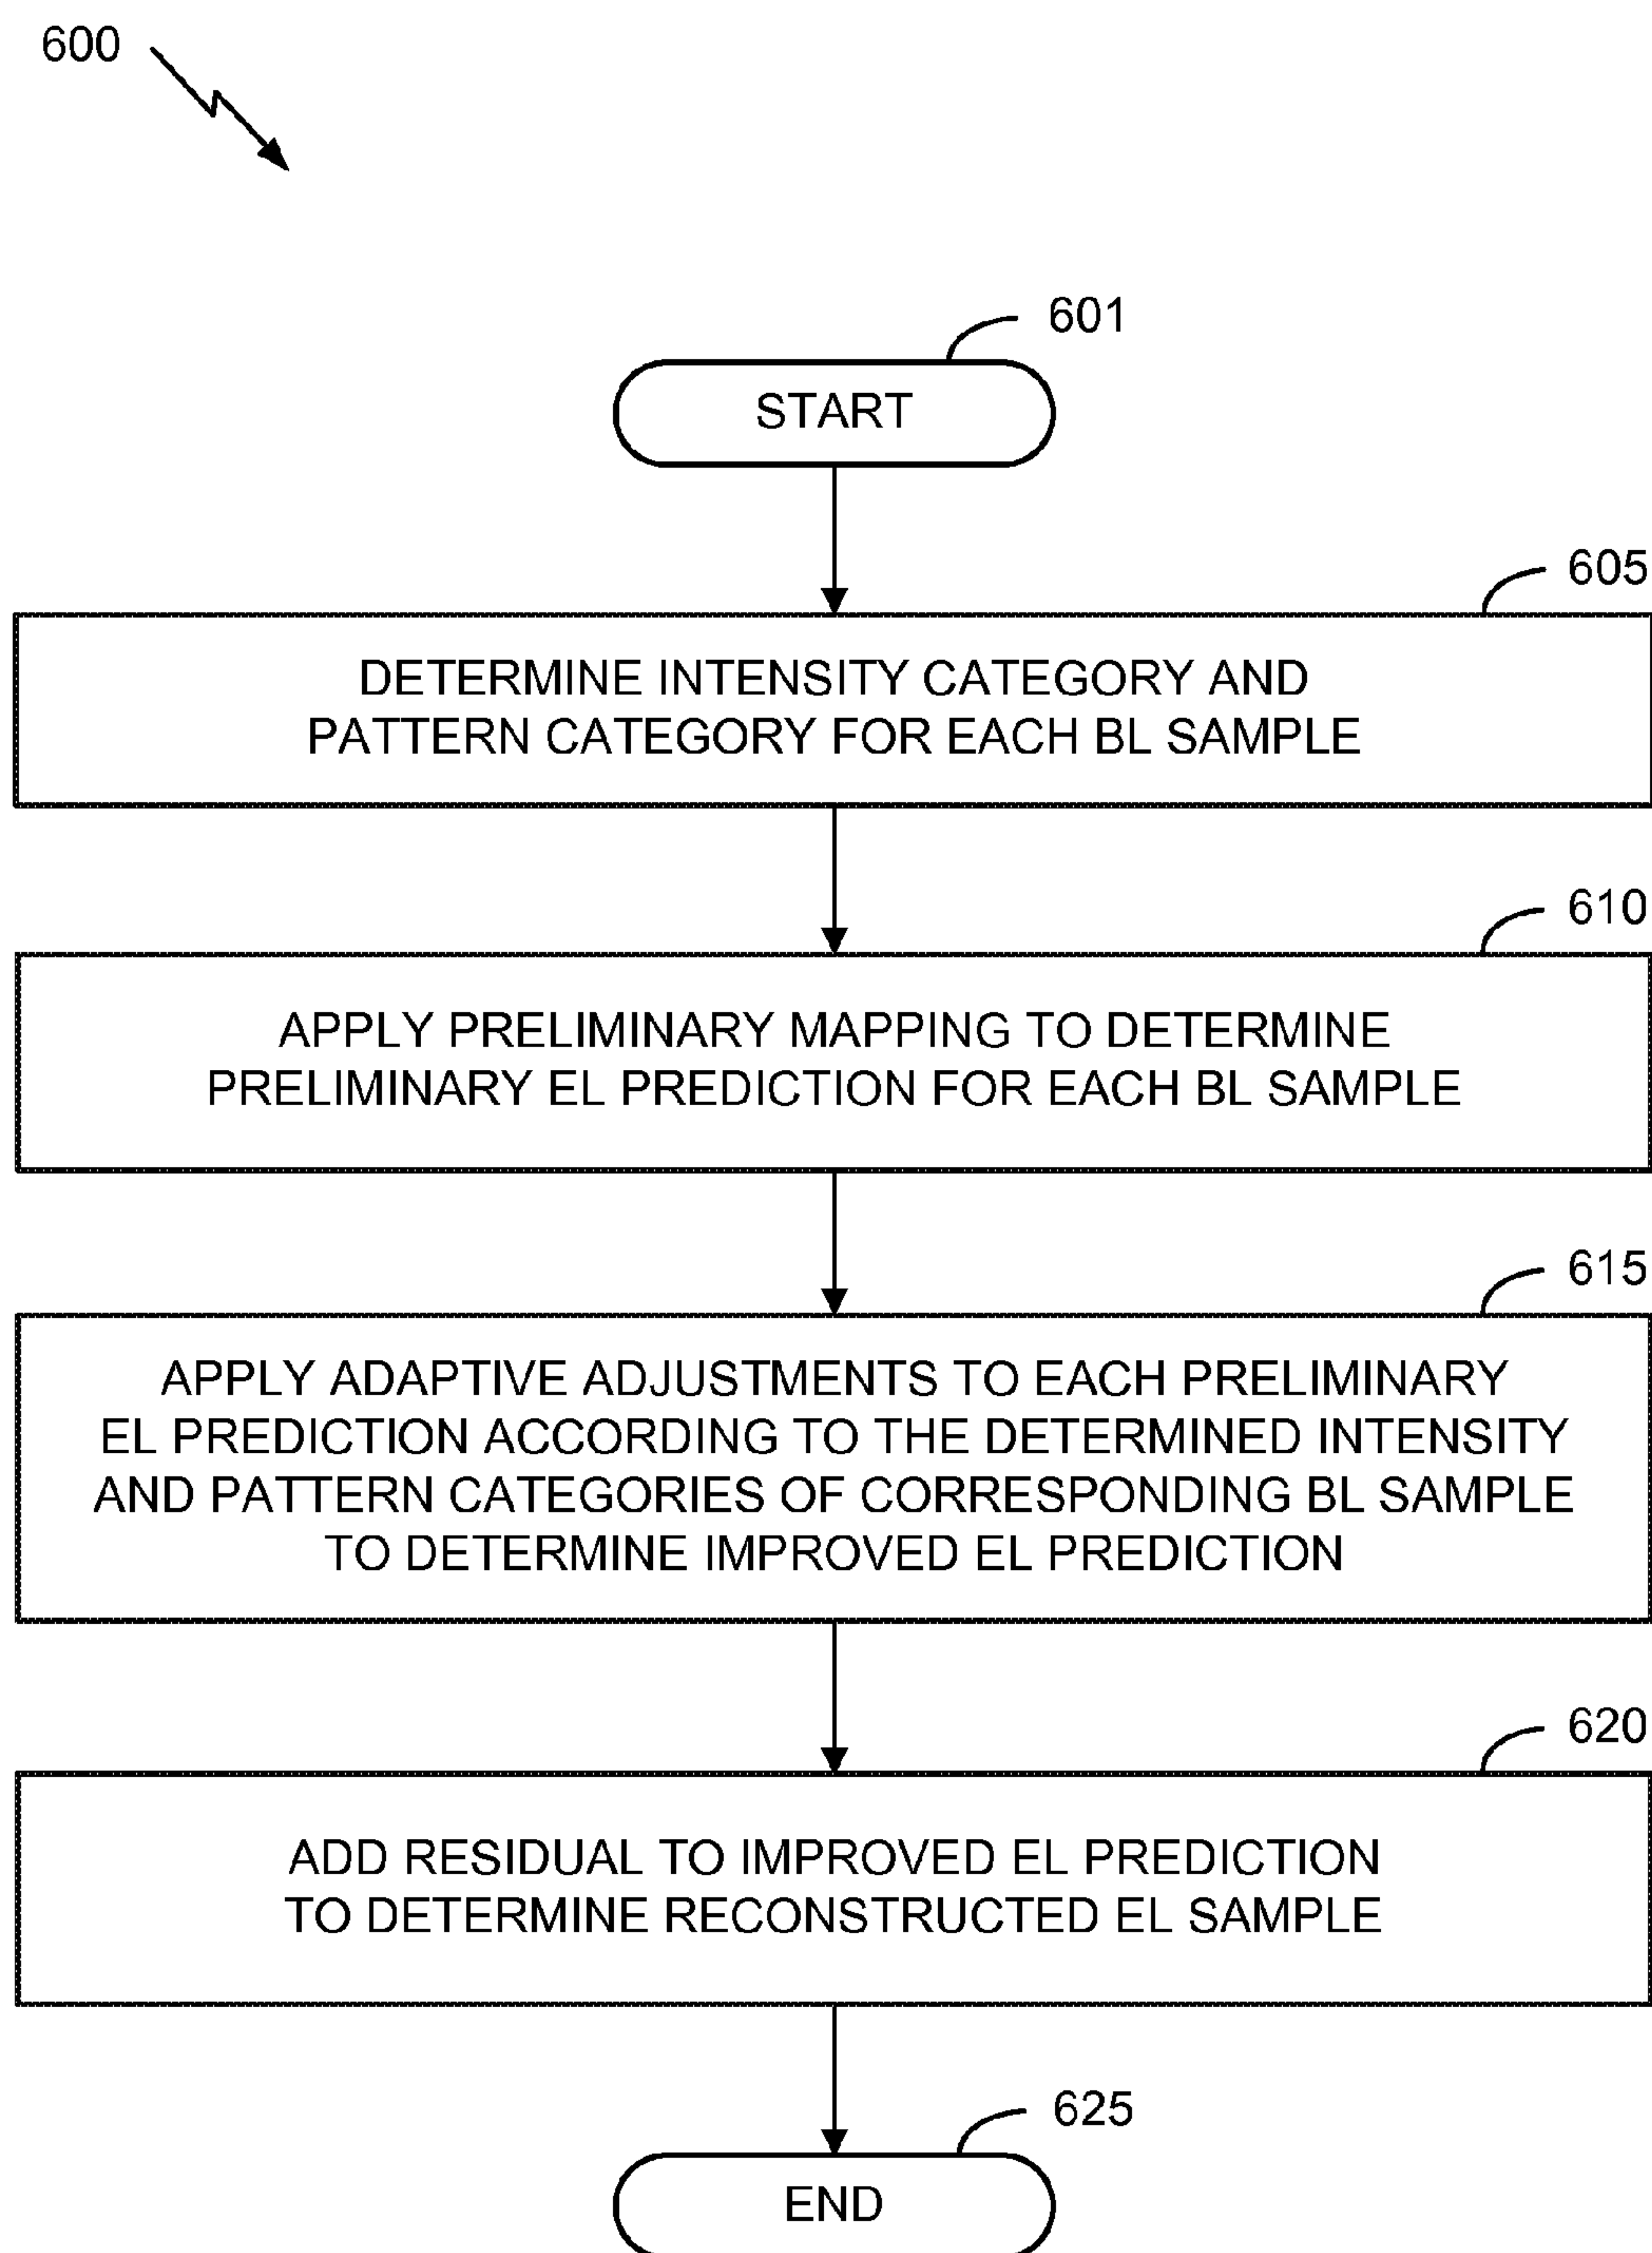 600
601
START
605
DETERMINE INTENSITY CATEGORY AND
PATTERN CATEGORY FOR EACH BL SAMPLE
610
APPLY PRELIMINARY MAPPING TO DETERMINE
PRELIMINARY EL PREDICTION FOR EACH BL SAMPLE
615
APPLY ADAPTIVE ADJUSTMENTS TO EACH PRELIMINARY
EL PREDICTION ACCORDING TO THE DETERMINED INTENSITY
AND PATTERN CATEGORIES OF CORRESPONDING BL SAMPLE
TO DETERMINE IMPROVED EL PREDICTION
620
ADD RESIDUAL TO IMPROVED EL PREDICTION
TO DETERMINE RECONSTRUCTED EL SAMPLE
625
END